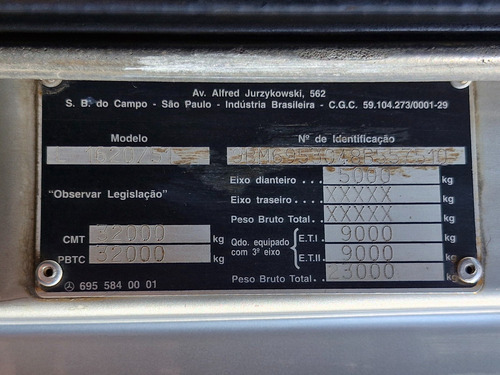 Av. Alfred Jurzykowski, 562
S. B. do Campo - São Paulo - Indústria Brasileira - C.G.C. 59.104.273/0001-29
Modelo
Nº de Identificação
Eixo dianteiro... 5000 kg
"Observar Legislação"
Eixo traseiro... XXXX kg
Peso Bruto Total.. XXXXX kg
CMT 32000 kg
Qdo. equipado com 3º eixo
E.T.I 9000 kg
PBTC 32000 kg
E.T.II 9000 kg
Peso Bruto Total.. 23000 kg
695 584 00 01